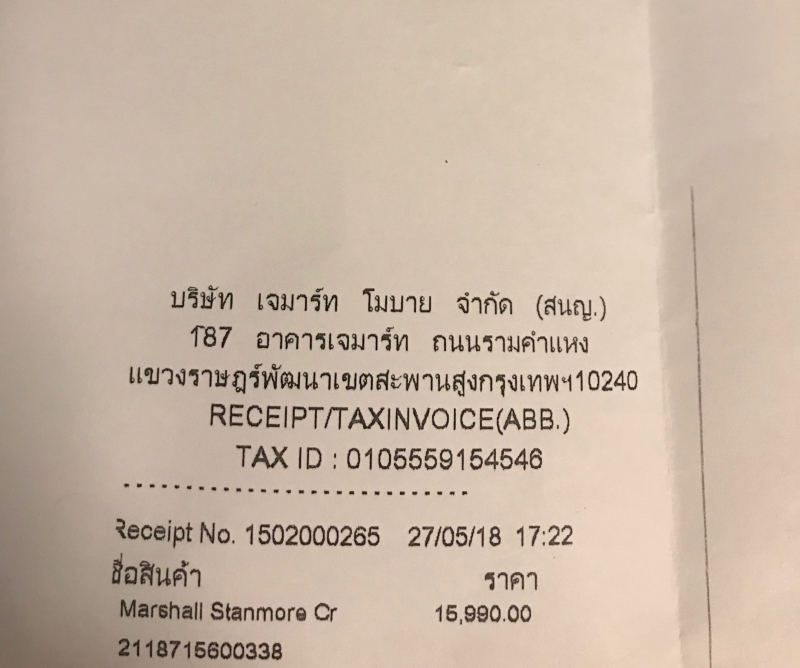 บริษัท เจมาร์ท โมบาย จำกัด (สนญ.)
187 อาคารเจมาร์ท ถนนรามคำแหง
แขวงราษฎร์พัฒนาเขตสะพานสูงกรุงเทพฯ10240
RECEIPT/TAXINVOICE(ABB.)
TAX ID : 0105559154546
----------------------------
Receipt No. 1502000265 27/05/18 17:22
ชื่อสินค้า ราคา
Marshall Stanmore Cr 15,990.00
2118715600338